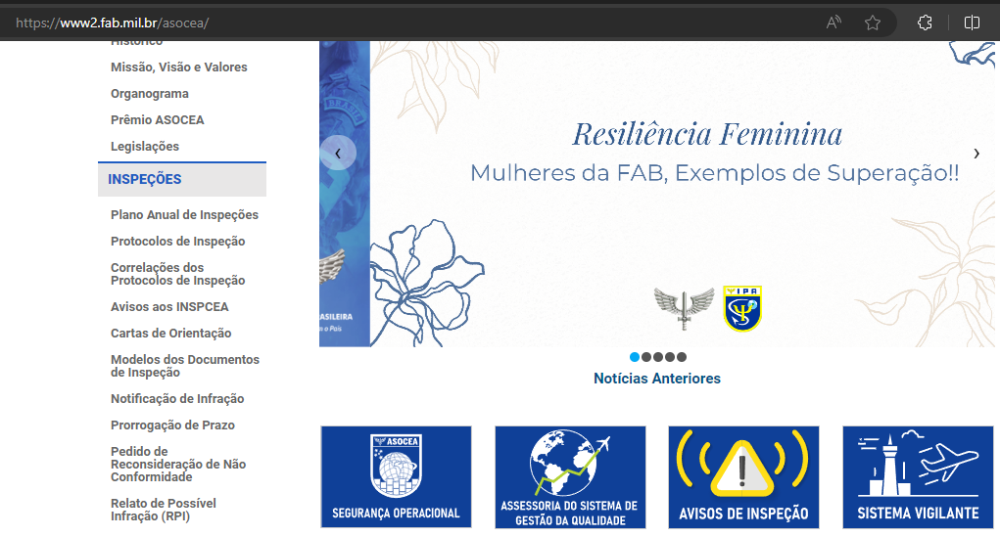 https://www2.fab.mil.br/asocea/
Histórico
Missão, Visão e Valores
Organograma
Prêmio ASOCEA
Legislações
INSPEÇÕES
Plano Anual de Inspeções
Protocolos de Inspeção
Correlações dos
Protocolos de Inspeção
Avisos aos INSPCEA
Cartas de Orientação
Modelos dos Documentos
de Inspeção
Notificação de Infração
Prorrogação de Prazo
Pedido de
Reconsideração de Não
Conformidade
Relato de Possível
Infração (RPI)
Resiliência Feminina
Mulheres da FAB, Exemplos de Superação!!
IPA
BRASIL
ASILEIRA
o País
Notícias Anteriores
ASOCEA
SEGURANÇA OPERACIONAL
ASSESSORIA DO SISTEMA DE
GESTÃO DA QUALIDADE
AVISOS DE INSPEÇÃO
SISTEMA VIGILANTE